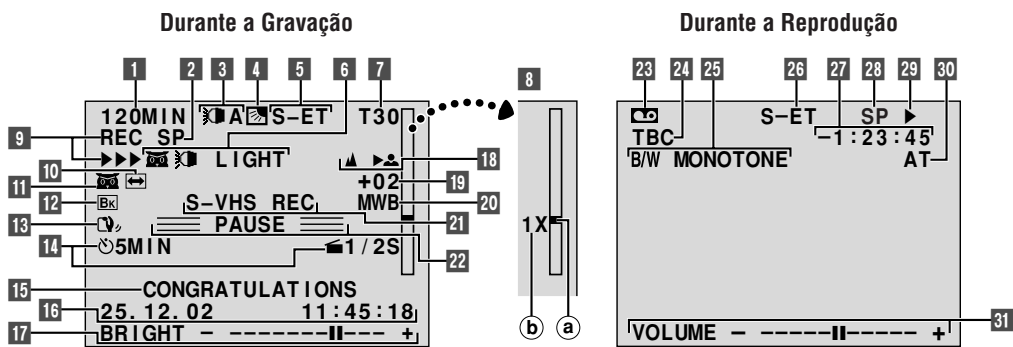 Durante a Gravação
1 2 3 4 5 6 7
120MIN A S-ET T30
9 REC SP
LIGHT 18
10 +02 19
11 MWB 20
12 BK S-VHS REC 21
13 PAUSE 22
14 5MIN 1/2S
15 CONGRATULATIONS
16 25.12.02 11:45:18
17 BRIGHT - -------II--- +
8
1X
b a
Durante a Reprodução
23 24 25 26 27 28 29 30
S-ET SP
TBC -1:23:45
B/W MONOTONE AT
VOLUME - -----II----- + 31